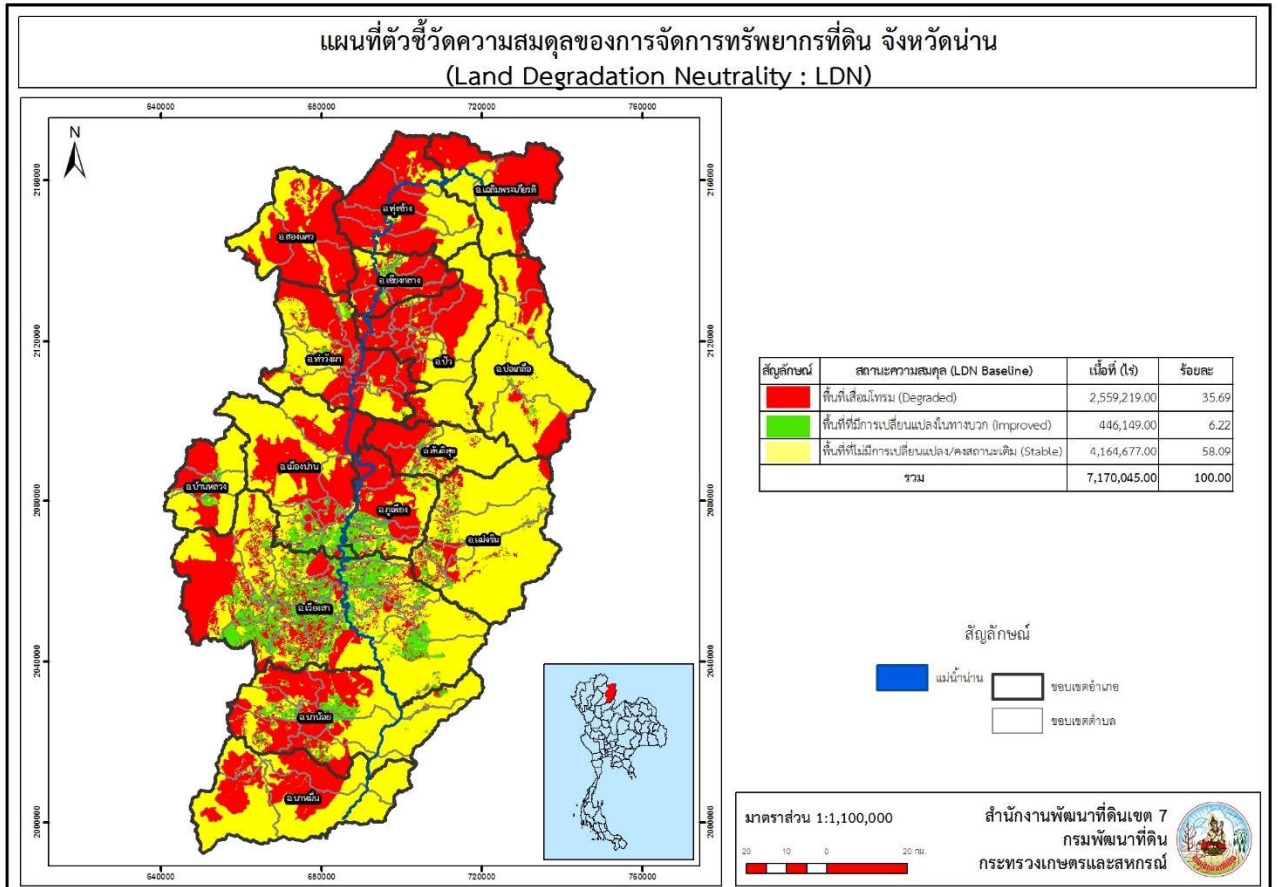 แผนที่ตัวชี้วัดความสมดุลของการจัดการทรัพยากรที่ดิน จังหวัดน่าน
(Land Degradation Neutrality : LDN)
640000 680000 720000 760000
N
2160000 2160000
2120000 2120000
2080000 2080000
2040000 2040000
2000000 2000000
640000 680000 720000 760000
อ.เฉลิมพระเกียรติ
อ.ทุ่งช้าง
อ.สองแคว
อ.เชียงกลาง
อ.ท่าวังผา
อ.ปัว
อ.บ่อเกลือ
อ.สันติสุข
อ.เมืองน่าน
อ.บ้านหลวง
อ.ภูเพียง
อ.แม่จริม
อ.เวียงสา
อ.นาน้อย
อ.นาหมื่น
สัญลักษณ์ สถานะความสมดุล (LDN Baseline) เนื้อที่ (ไร่) ร้อยละ
พื้นที่เสื่อมโทรม (Degraded) 2,559,219.00 35.69
พื้นที่ที่มีการเปลี่ยนแปลงในทางบวก (Improved) 446,149.00 6.22
พื้นที่ที่ไม่มีการเปลี่ยนแปลง/คงสถานะเดิม (Stable) 4,164,677.00 58.09
รวม 7,170,045.00 100.00
สัญลักษณ์
แม่น้ำน่าน
ขอบเขตอำเภอ
ขอบเขตตำบล
มาตราส่วน 1:1,100,000
20 10 0 20 กม.
สำนักงานพัฒนาที่ดินเขต 7
กรมพัฒนาที่ดิน
กระทรวงเกษตรและสหกรณ์